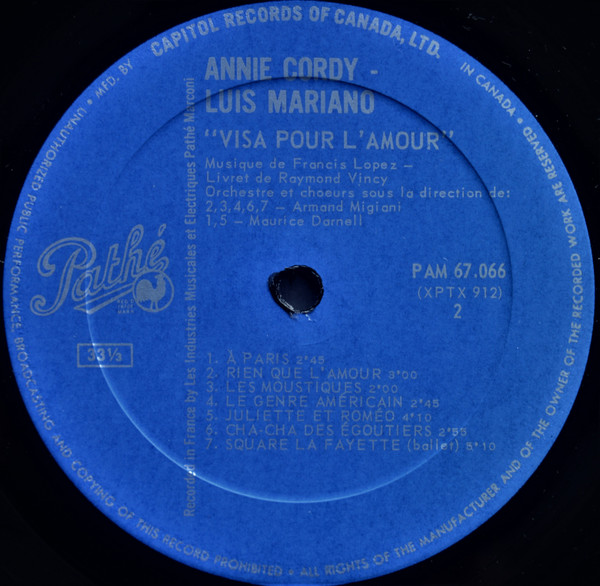 MFD. BY • CAPITOL RECORDS OF CANADA, LTD. • IN CANADA
ANNIE CORDY -
LUIS MARIANO
"VISA POUR L'AMOUR"
Musique de Francis Lopez —
Livret de Raymond Vincy
Orchestre et choeurs sous la direction de:
2,3,4,6,7 — Armand Migiani
1,5 — Maurice Darnell
Pathé
PAM 67.066
(XPTX 912)
2
33⅓
1. À PARIS 2"45
2. RIEN QUE L'AMOUR 3"00
3. LES MOUSTIQUES 2"00
4. LE GENRE AMÉRICAIN 2"45
5. JULIETTE ET ROMÉO 4"10
6. CHA-CHA DES ÉGOUTIERS 2"55
7. SQUARE LA FAYETTE (ballet) 5"10
Recorded in France by Les Industries Musicales et Electriques Pathé Marconi
UNAUTHORIZED PUBLIC PERFORMANCE, BROADCASTING AND COPYING OF THIS RECORD PROHIBITED • ALL RIGHTS OF THE MANUFACTURER AND OF THE OWNER OF THE RECORDED WORK ARE RESERVED •